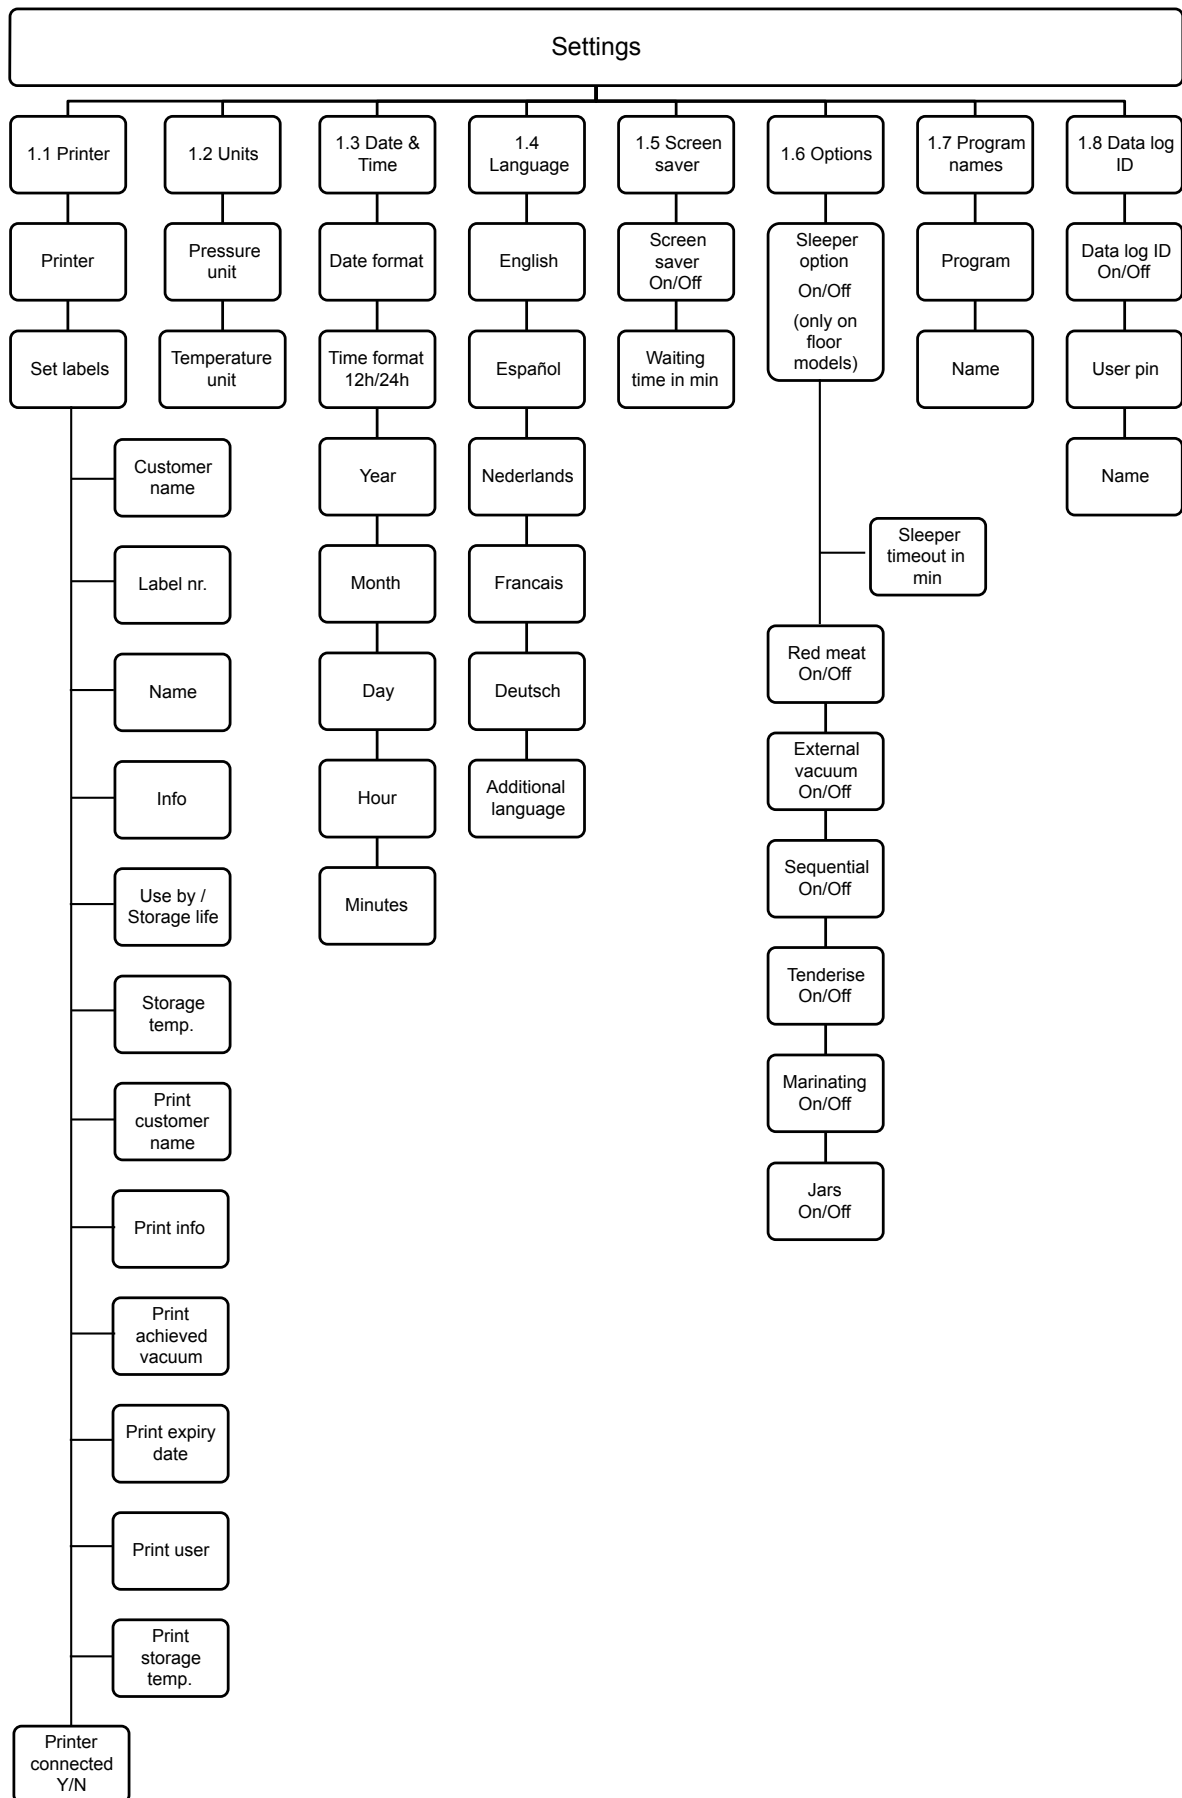 Settings
1.1 Printer
Printer
Set labels
Customer
name
Label nr.
Name
Info
Use by /
Storage life
Storage
temp.
Print
customer
name
Print info
Print
achieved
vacuum
Print expiry
date
Print user
Print
storage
temp.
Printer
connected
Y/N
1.2 Units
Pressure
unit
Temperature
unit
1.3 Date &
Time
Date format
Time format
12h/24h
Year
Month
Day
Hour
Minutes
1.4
Language
English
Español
Nederlands
Francais
Deutsch
Additional
language
1.5 Screen
saver
Screen
saver
On/Off
Waiting
time in min
1.6 Options
Sleeper
option
On/Off
(only on
floor
models)
Sleeper
timeout in
min
Red meat
On/Off
External
vacuum
On/Off
Sequential
On/Off
Tenderise
On/Off
Marinating
On/Off
Jars
On/Off
1.7 Program
names
Program
Name
1.8 Data log
ID
Data log ID
On/Off
User pin
Name